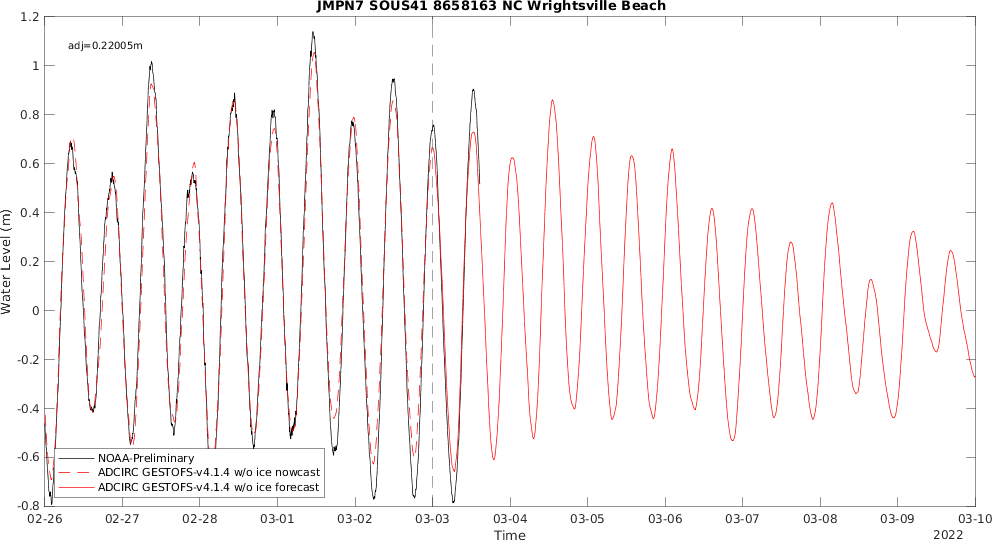 JMPN7 SOUS41 8658163 NC Wrightsville Beach
adj=0.22005m
1.2
1
0.8
0.6
0.4
0.2
0
-0.2
-0.4
-0.6
-0.8
Water Level (m)
NOAA-Preliminary
ADCIRC GESTOFS-v4.1.4 w/o ice nowcast
ADCIRC GESTOFS-v4.1.4 w/o ice forecast
02-26 02-27 02-28 03-01 03-02 03-03 03-04 03-05 03-06 03-07 03-08 03-09 03-10
Time
2022